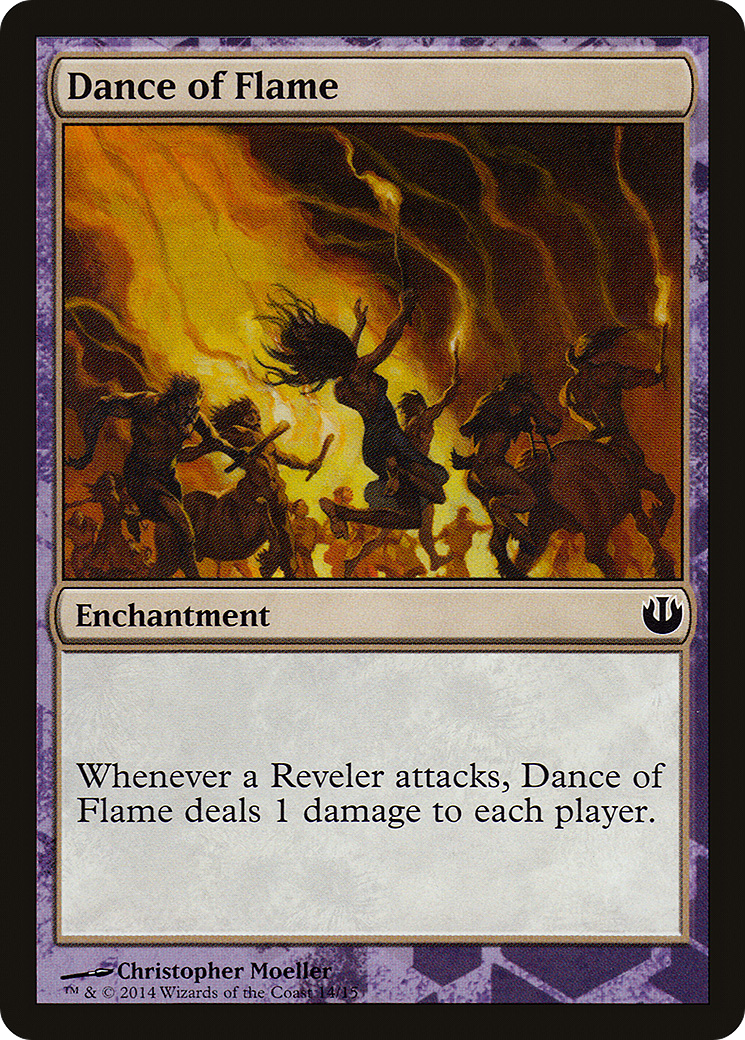 Dance of Flame
Enchantment
Whenever a Reveler attacks, Dance of
Flame deals 1 damage to each player.
Christopher Moeller
™ & © 2014 Wizards of the Coast 14/15